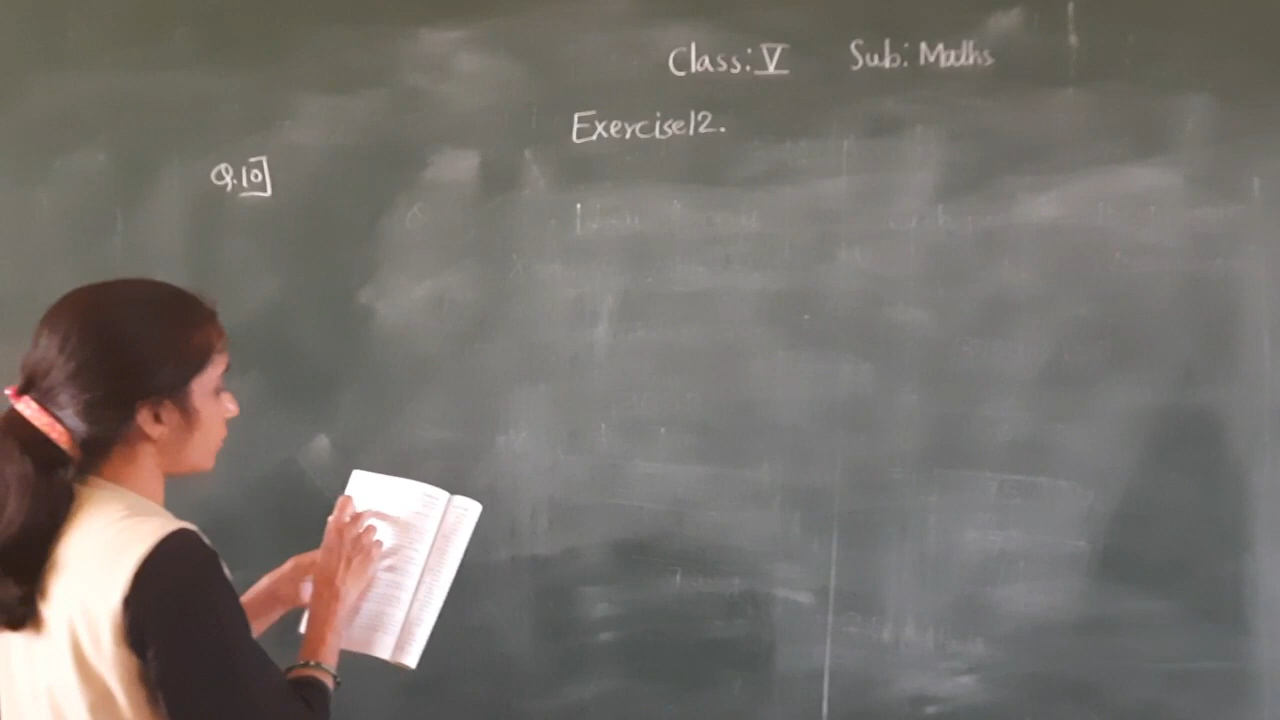 Class: V Sub: Maths
Exercise 12.
Q.10]